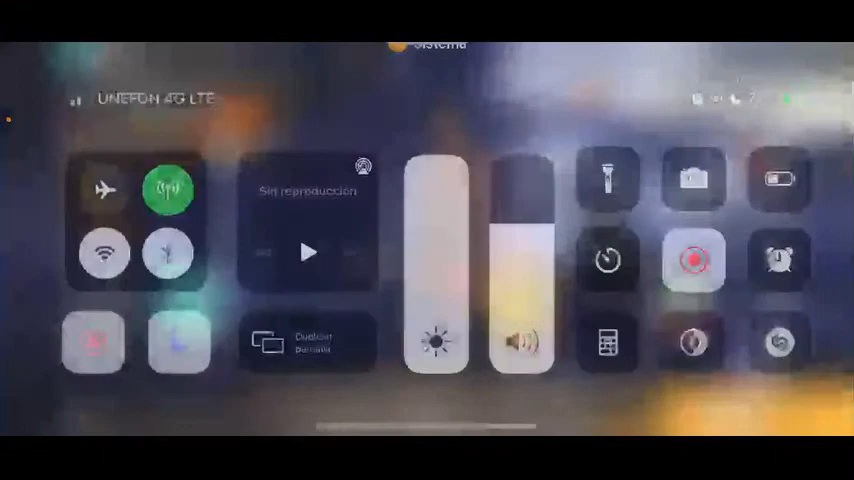 Sistema
UNEFON 4G LTE
Sin reproducción
Duplicar
pantalla